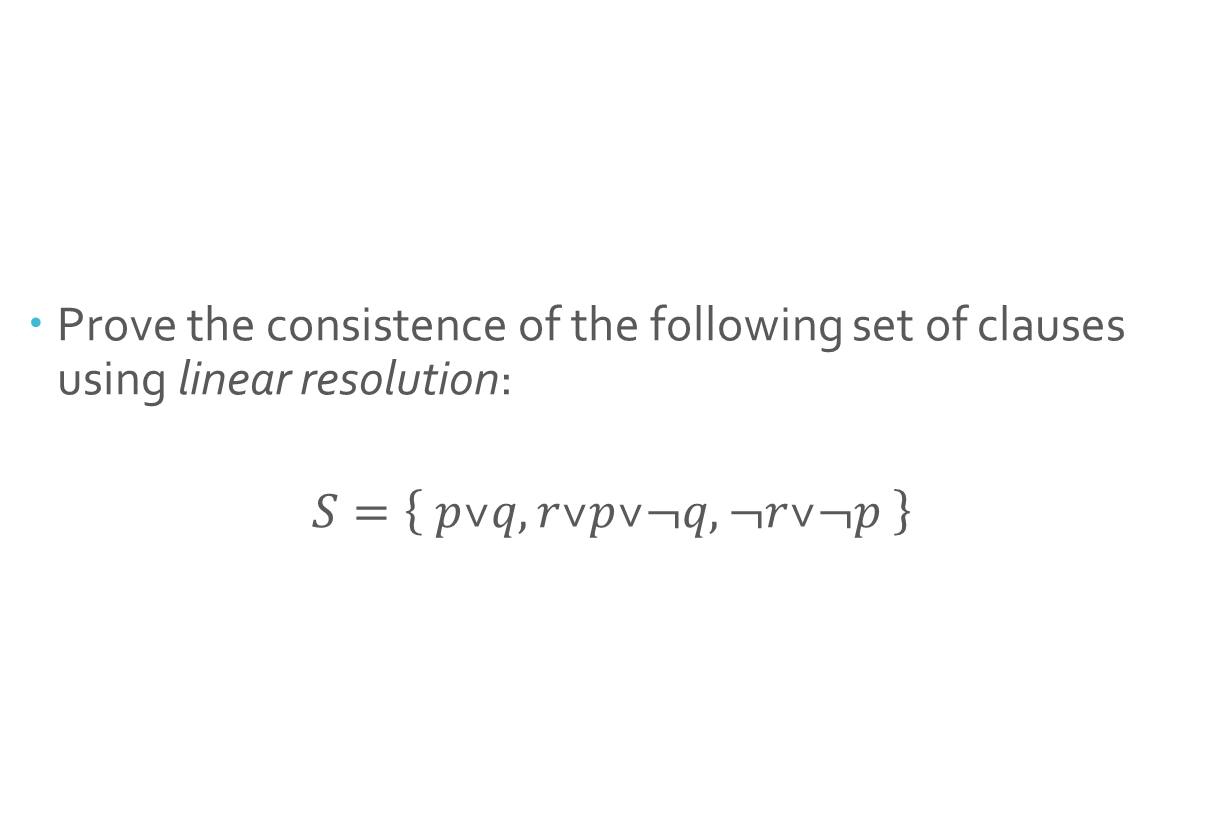 • Prove the consistence of the following set of clauses
using linear resolution:
S = { p∨q, r∨p∨¬q, ¬r∨¬p }